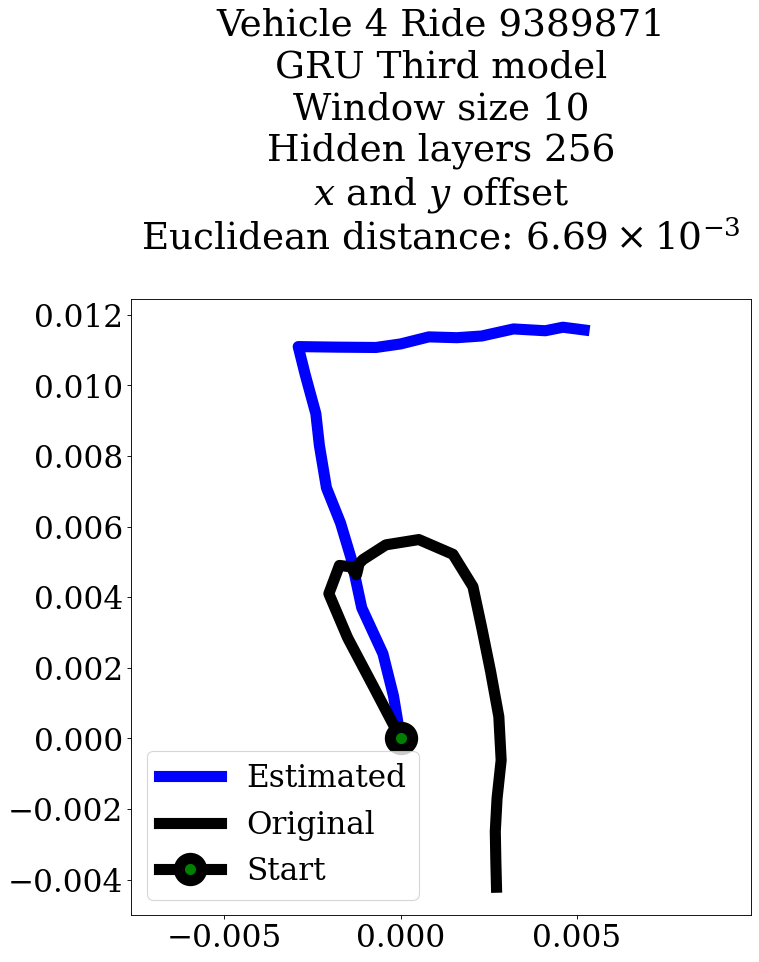 Vehicle 4 Ride 9389871
GRU Third model
Window size 10
Hidden layers 256
x and y offset
Euclidean distance: 6.69 × 10⁻³
0.012
0.010
0.008
0.006
0.004
0.002
0.000
−0.002
−0.004
Estimated
Original
Start
−0.005 0.000 0.005